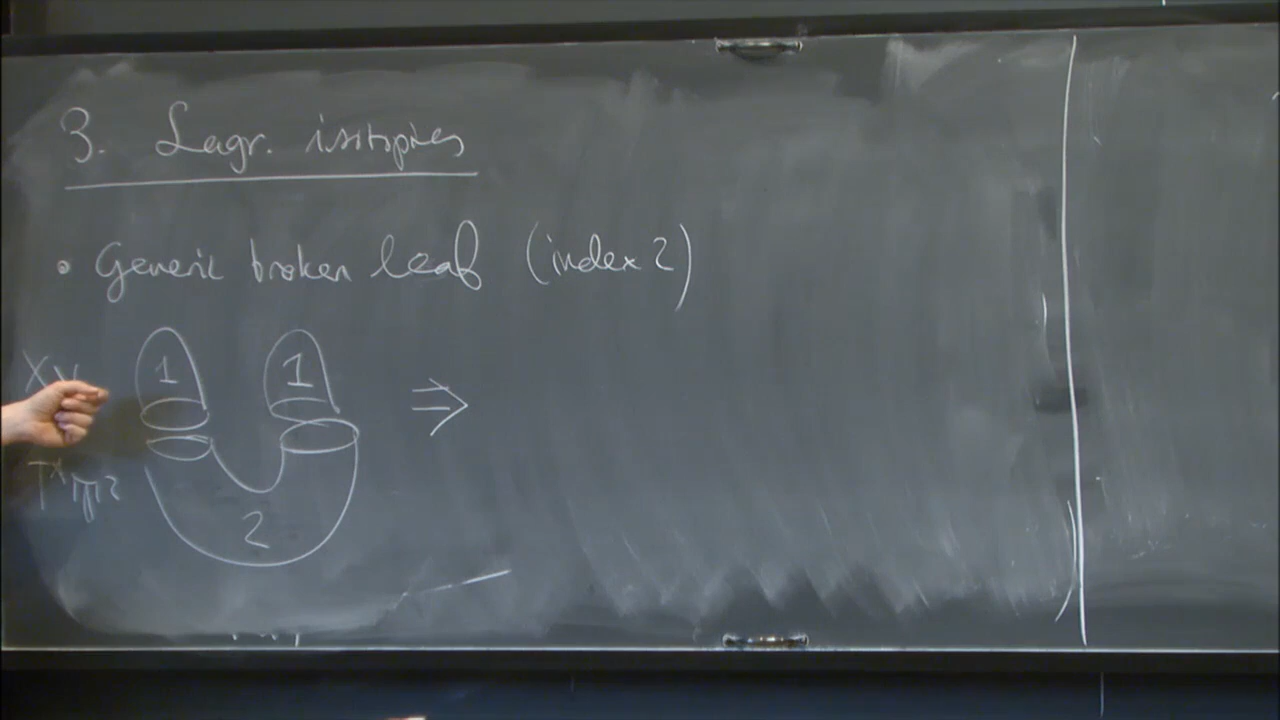 3. Lagr. isotopies
• Generic broken leaf (index 2)
1 1 ⇒
2